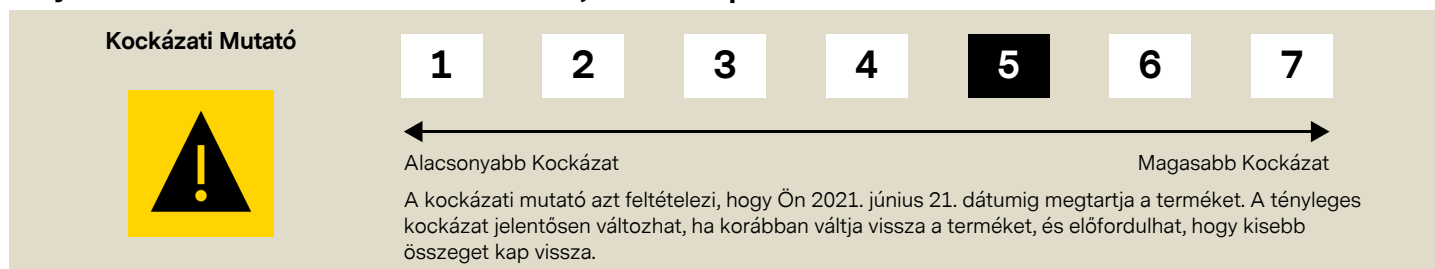 Kockázati Mutató
1 2 3 4 5 6 7
Alacsonyabb Kockázat Magasabb Kockázat
A kockázati mutató azt feltételezi, hogy Ön 2021. június 21. dátumig megtartja a terméket. A tényleges
kockázat jelentősen változhat, ha korábban váltja vissza a terméket, és előfordulhat, hogy kisebb
összeget kap vissza.